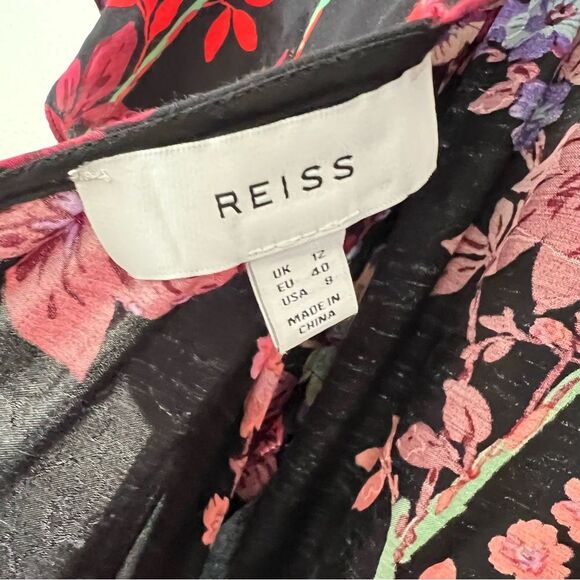 REISS
UK 12
EU 40
USA 8
MADE IN
CHINA